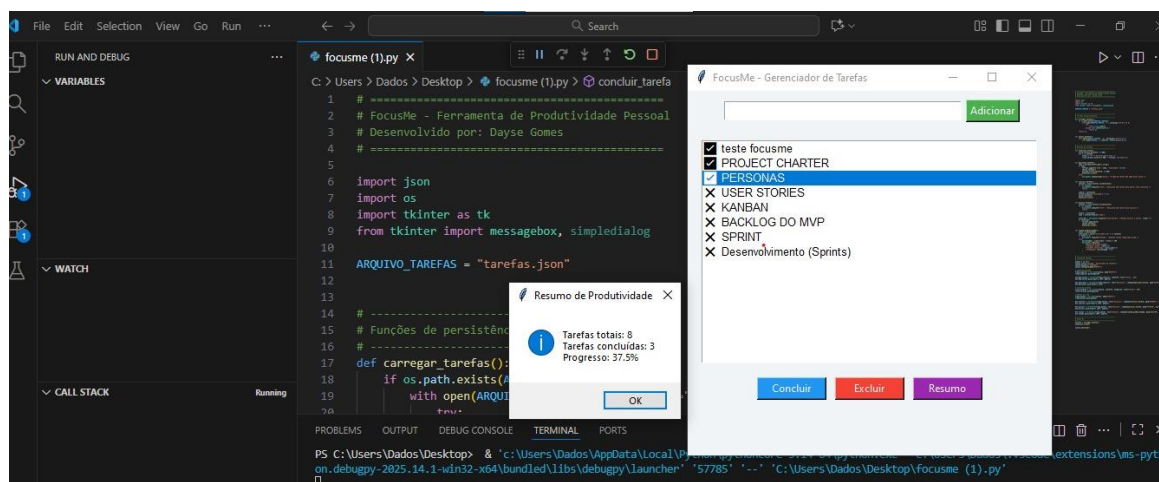 File Edit Selection View Go Run ···
Search
RUN AND DEBUG ···
VARIABLES
WATCH
CALL STACK
Running
1
1
focusme (1).py
C: > Users > Dados > Desktop > focusme (1).py > concluir_tarefa
1 # ============================================
2 # FocusMe - Ferramenta de Produtividade Pessoal
3 # Desenvolvido por: Dayse Gomes
4 # ============================================
5
6 import json
7 import os
8 import tkinter as tk
9 from tkinter import messagebox, simpledialog
10
11 ARQUIVO_TAREFAS = "tarefas.json"
12
13
14 # --------------------
15 # Funções de persistênc
16 # --------------------
17 def carregar_tarefas():
18 if os.path.exists(A
19 with open(ARQUI
20 try:
FocusMe - Gerenciador de Tarefas
Adicionar
teste focusme
PROJECT CHARTER
PERSONAS
USER STORIES
KANBAN
BACKLOG DO MVP
SPRINT
Desenvolvimento (Sprints)
Concluir
Excluir
Resumo
Resumo de Produtividade
Tarefas totais: 8
Tarefas concluídas: 3
Progresso: 37.5%
OK
PROBLEMS OUTPUT DEBUG CONSOLE TERMINAL PORTS
PS C:\Users\Dados\Desktop> & 'c:\Users\Dados\AppData\Local\P
extensions\ms-pyt
on.debugpy-2025.14.1-win32-x64\bundled\libs\debugpy\launcher' '57785' '--' 'C:\Users\Dados\Desktop\focusme (1).py'